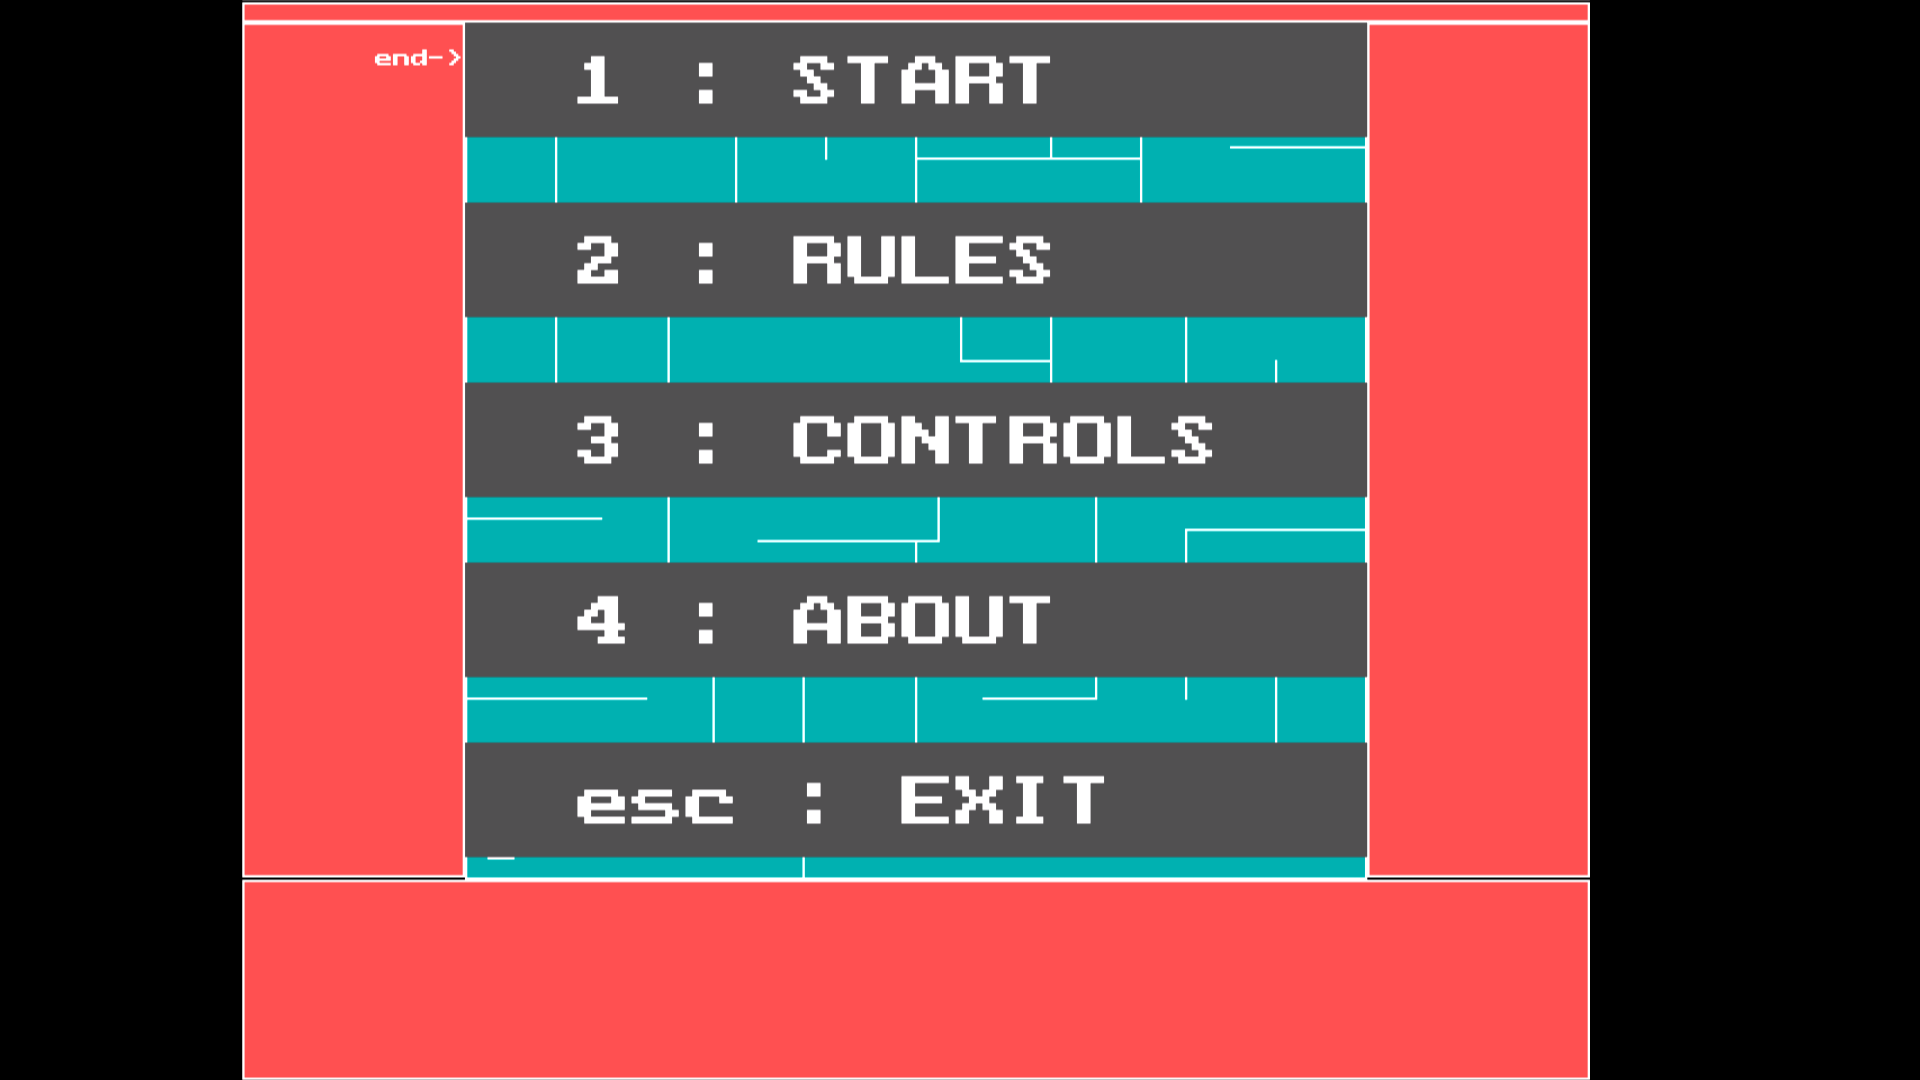 end->
1 : START
2 : RULES
3 : CONTROLS
4 : ABOUT
esc : EXIT